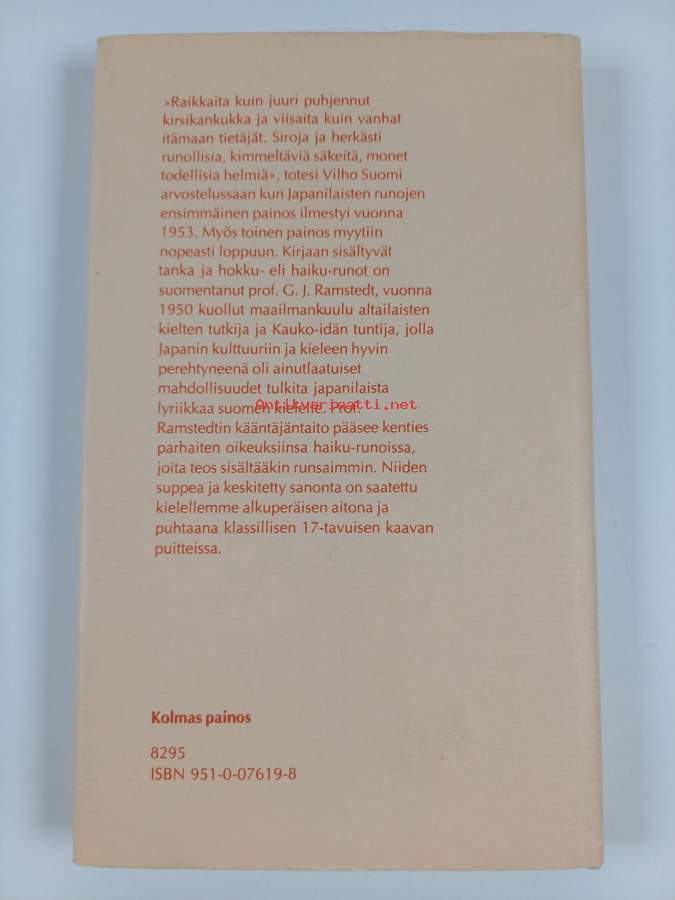 »Raikkaita kuin juuri puhjennut
kirsikankukka ja viisaita kuin vanhat
itämaan tietäjät. Siroja ja herkästi
runollisia, kimmeltäviä säkeitä, monet
todellisia helmiä», totesi Vilho Suomi
arvostelussaan kun Japanilaisten runojen
ensimmäinen painos ilmestyi vuonna
1953. Myös toinen painos myytiin
nopeasti loppuun. Kirjaan sisältyvät
tanka ja hokku- eli haiku-runot on
suomentanut prof. G. J. Ramstedt, vuonna
1950 kuollut maailmankuulu altailaisten
kielten tutkija ja Kauko-idän tuntija, jolla
Japanin kulttuuriin ja kieleen hyvin
perehtyneenä oli ainutlaatuiset
mahdollisuudet tulkita japanilaista
lyriikkaa suomen kielelle. Prof.
Antikvariaatti.net
Ramstedtin kääntäjäntaito pääsee kenties
parhaiten oikeuksiinsa haiku-runoissa,
joita teos sisältääkin runsaimmin. Niiden
suppea ja keskitetty sanonta on saatettu
kielellemme alkuperäisen aitona ja
puhtaana klassillisen 17-tavuisen kaavan
puitteissa.
Kolmas painos
8295
ISBN 951-0-07619-8